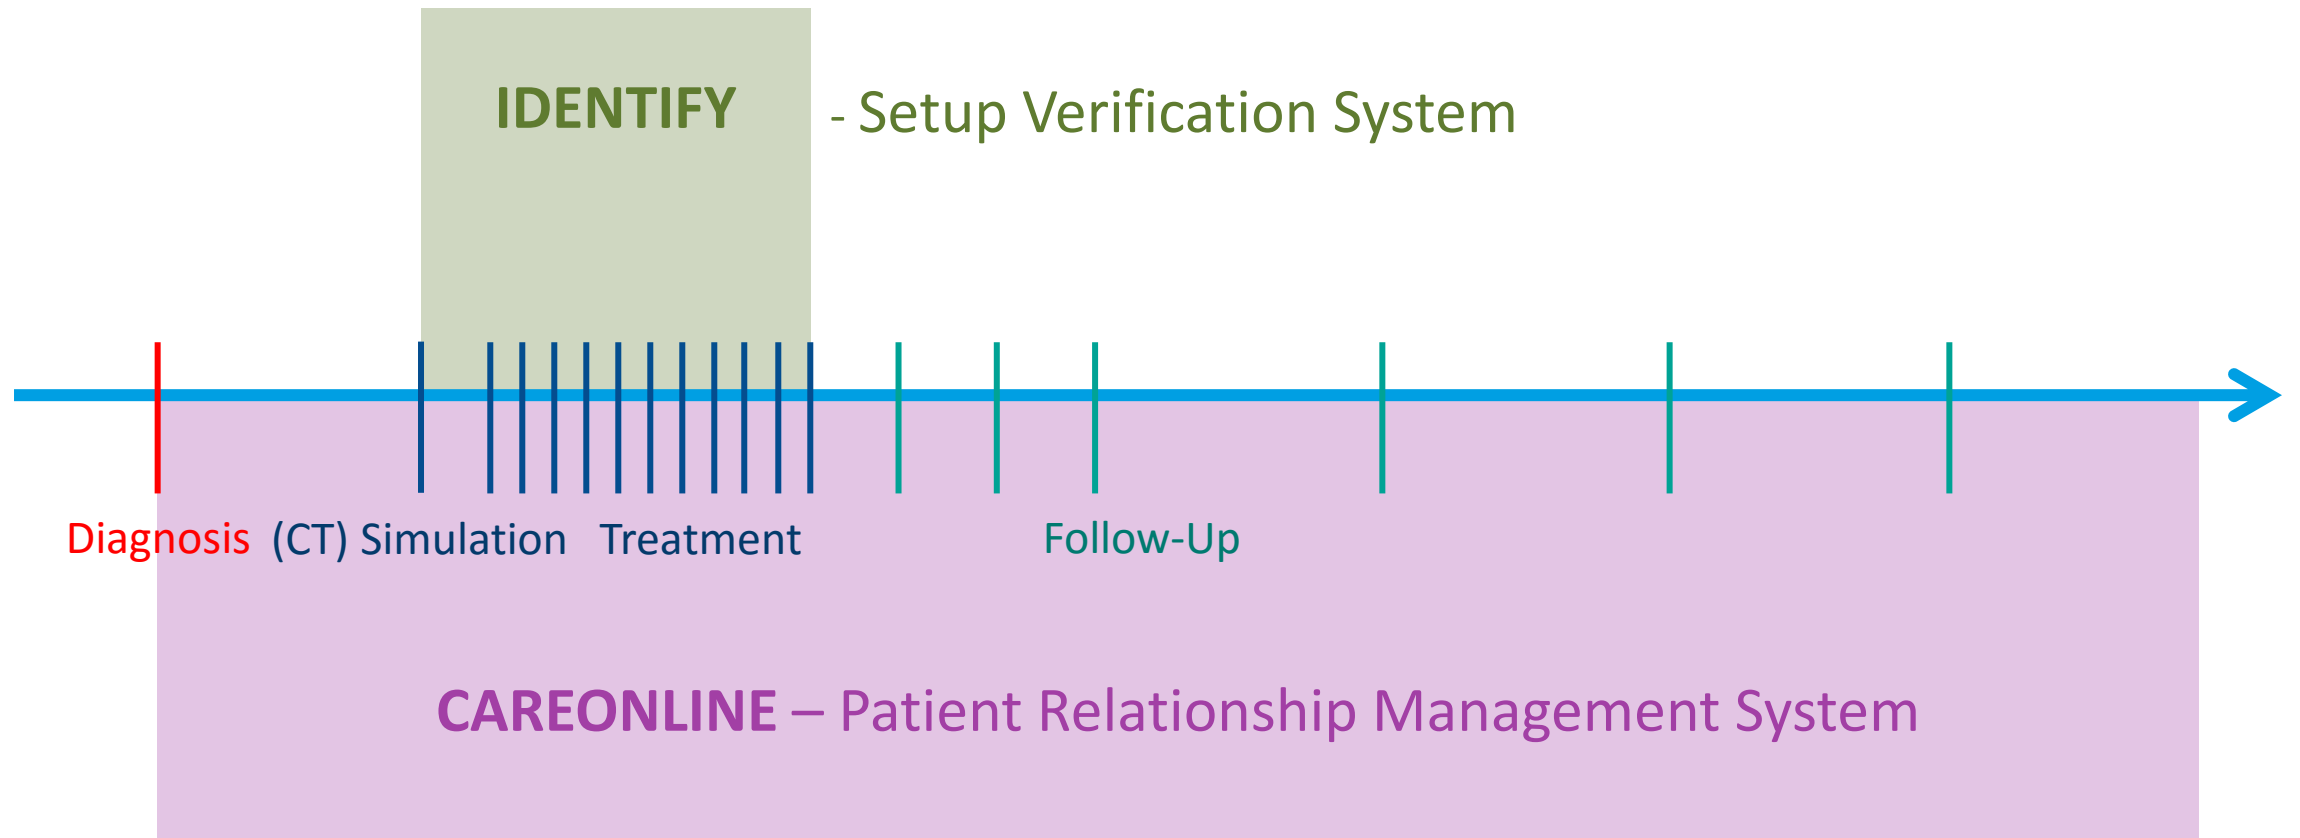 IDENTIFY - Setup Verification System
Diagnosis (CT) Simulation Treatment Follow-Up
CAREONLINE – Patient Relationship Management System